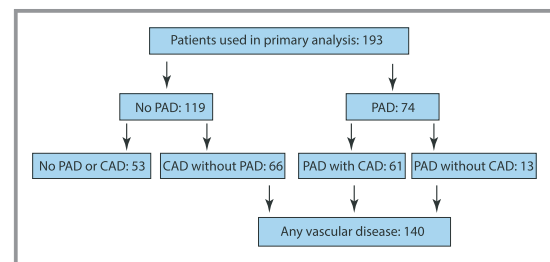 Patients used in primary analysis: 193
No PAD: 119
PAD: 74
No PAD or CAD: 53
CAD without PAD: 66
PAD with CAD: 61
PAD without CAD: 13
Any vascular disease: 140